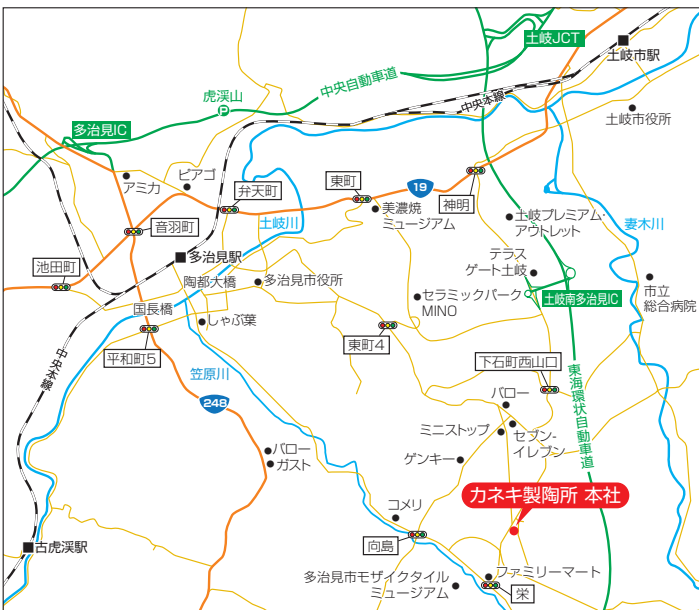 土岐JCT
土岐市駅
中央自動車道
中央本線
虎渓山
P
土岐市役所
多治見IC
アミカ
ピアゴ
弁天町
東町
19
神明
美濃焼
ミュージアム
土岐川
音羽町
土岐プレミアム・
アウトレット
妻木川
多治見駅
テラス
ゲート土岐
池田町
陶都大橋
多治見市役所
市立
総合病院
セラミックパーク
MINO
土岐南多治見IC
国長橋
しゃぶ葉
東町4
平和町5
中央本線
笠原川
下石町西山口
東海環状自動車道
248
バロー
ミニストップ
セブン-
イレブン
バロー
ガスト
ゲンキー
カネキ製陶所 本社
コメリ
向島
古虎渓駅
ファミリーマート
多治見市モザイクタイル
ミュージアム
栄